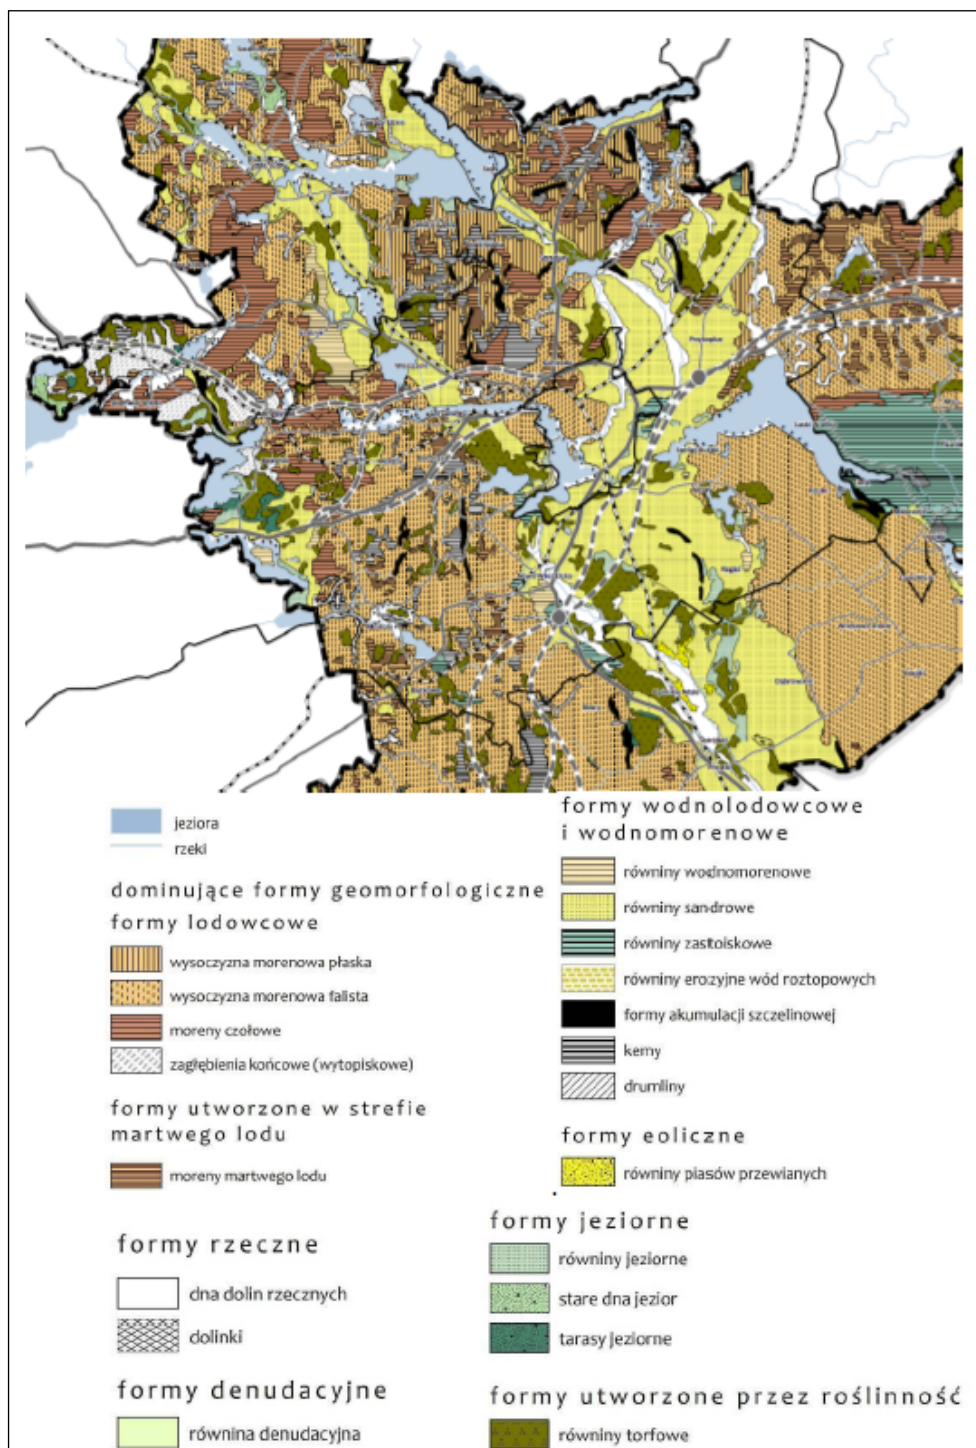 jeziora
rzeki
dominujące formy geomorfologiczne
formy lodowcowe
wysoczyzna morenowa płaska
wysoczyzna morenowa falista
moreny czołowe
zagłębienia końcowe (wytopiskowe)
formy utworzone w strefie
martwego lodu
moreny martwego lodu
formy wodnolodowcowe
i wodnomorenowe
równiny wodnomorenowe
równiny sandrowe
równiny zastoiskowe
równiny erozyjne wód roztopowych
formy akumulacji szczelinowej
kemy
drumliny
formy eoliczne
równiny piasów przewianych
formy rzeczne
dna dolin rzecznych
dolinki
formy jeziorne
równiny jeziorne
stare dna jezior
tarasy jeziorne
formy denudacyjne
równina denudacyjna
formy utworzone przez roślinność
równiny torfowe